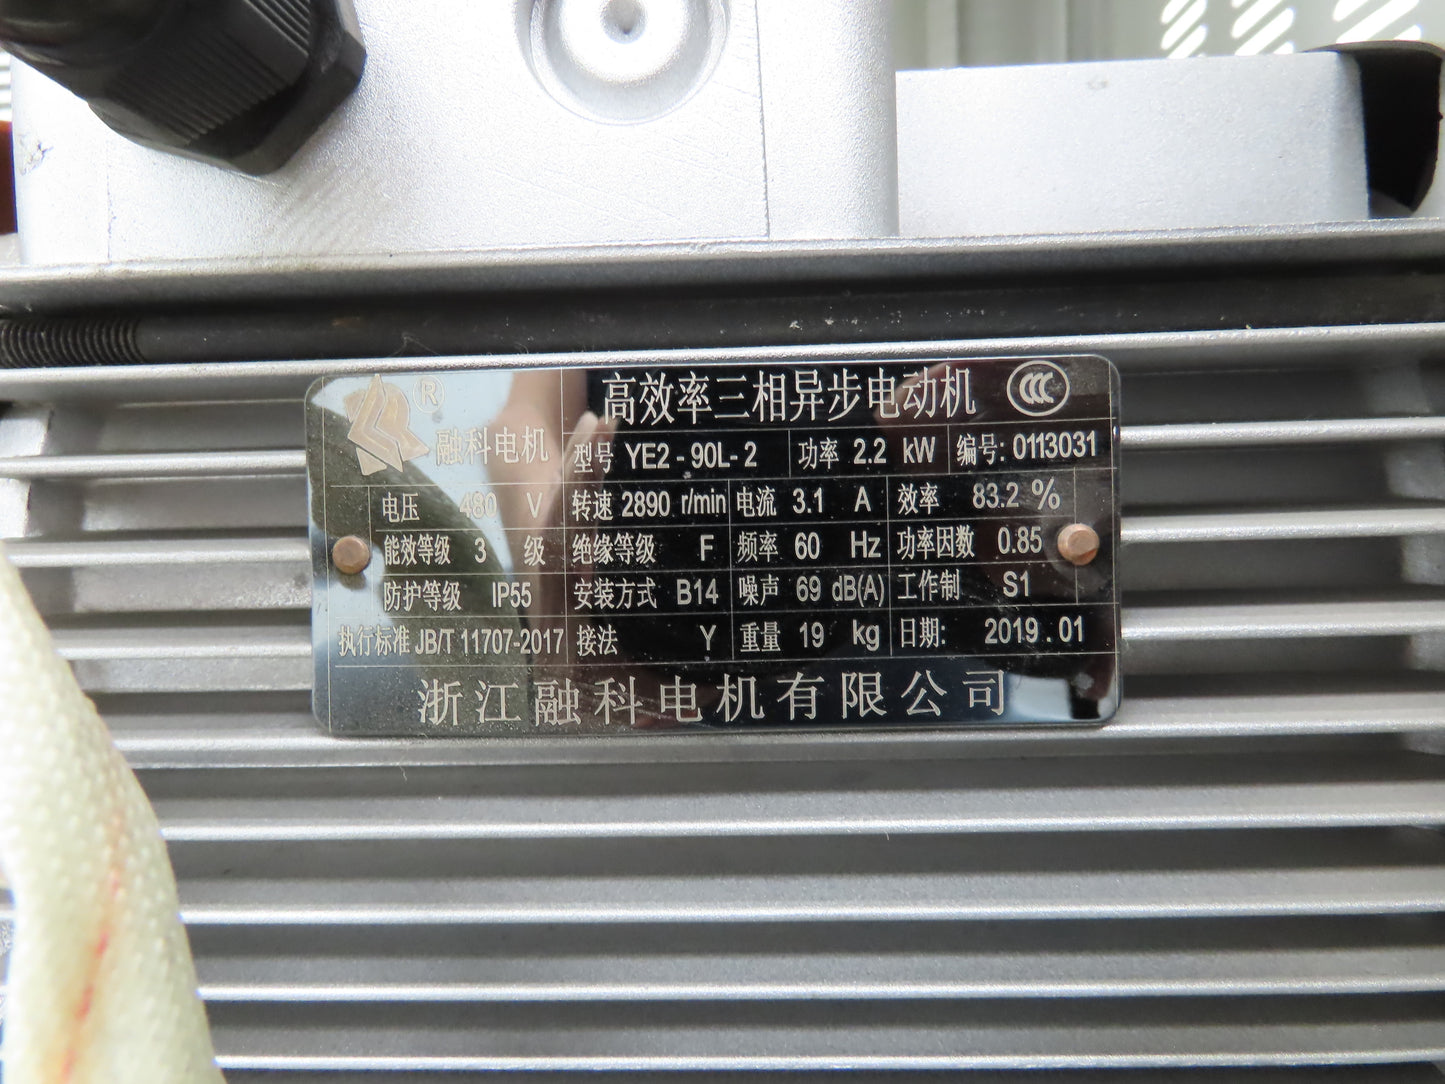 ® 高效率三相异步电动机 CCC
融科电机 型号 YE2-90L-2 功率 2.2 kW 编号: 0113031
电压 480 V 转速 2890 r/min 电流 3.1 A 效率 83.2 %
能效等级 3 级 绝缘等级 F 频率 60 Hz 功率因数 0.85
防护等级 IP55 安装方式 B14 噪声 69 dB(A) 工作制 S1
执行标准 JB/T 11707-2017 接法 Y 重量 19 kg 日期: 2019.01
浙江融科电机有限公司